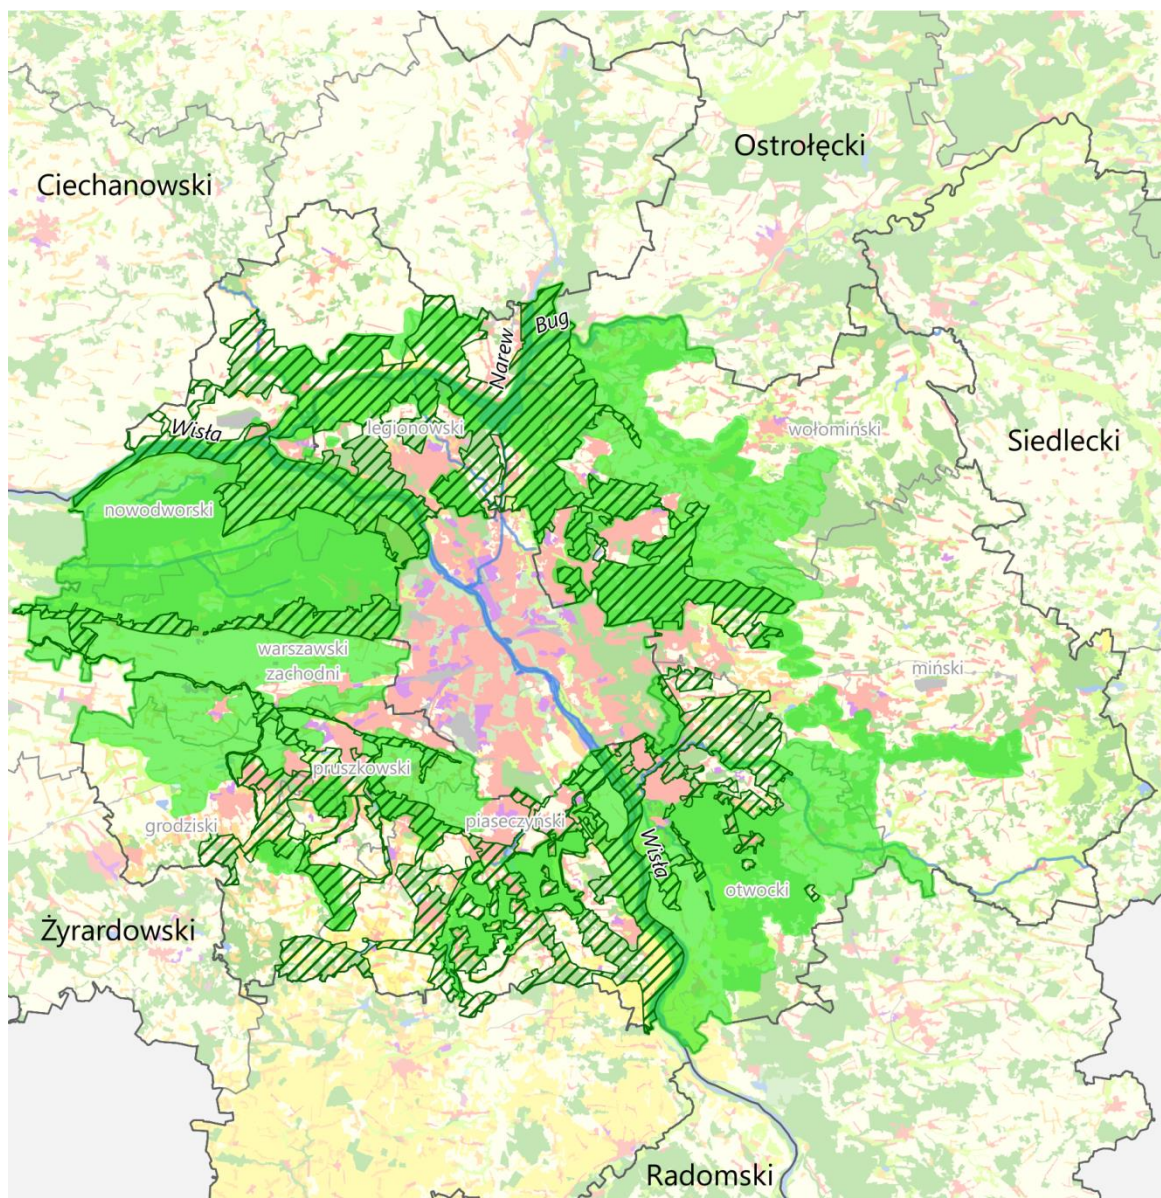 Ostrołęcki
Ciechanowski
Bug
Narew
Wisła
legionowski
wołomiński
Siedlecki
nowodworski
warszawski
zachodni
miński
pruszkowski
grodziski
piaseczyński
Wisła
otwocki
Żyrardowski
Radomski